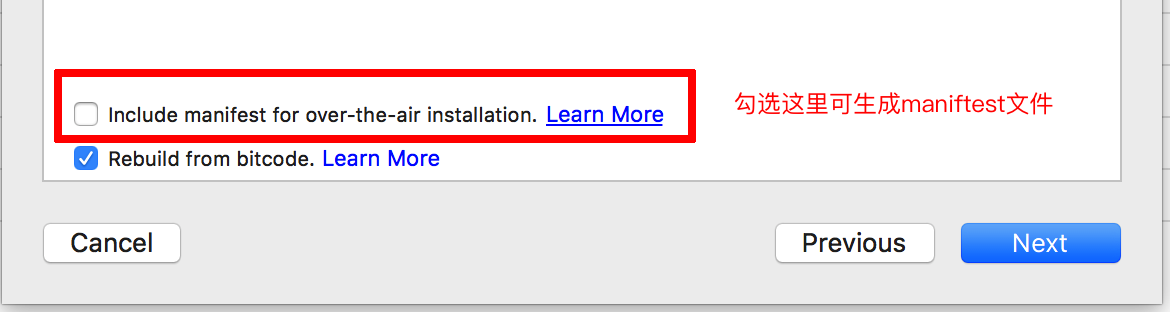 Include manifest for over-the-air installation. Learn More
勾选这里可生成maniftest文件
Rebuild from bitcode. Learn More
Cancel
Previous
Next